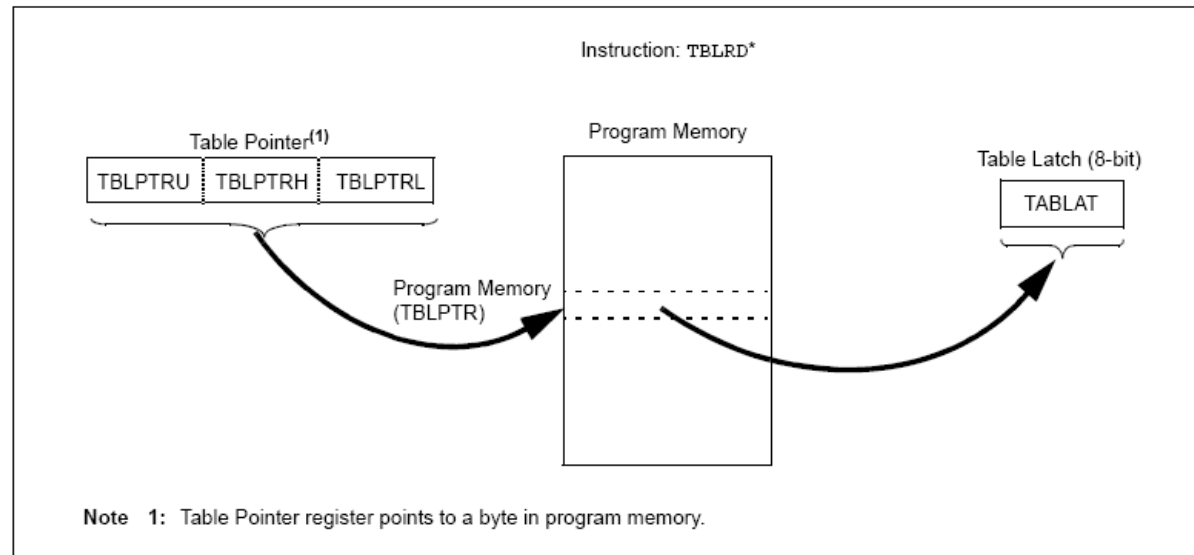 Instruction: TBLRD*
Table Pointer(1)
TBLPTRU TBLPTRH TBLPTRL
Program Memory
Table Latch (8-bit)
TABLAT
Program Memory
(TBLPTR)
Note 1: Table Pointer register points to a byte in program memory.